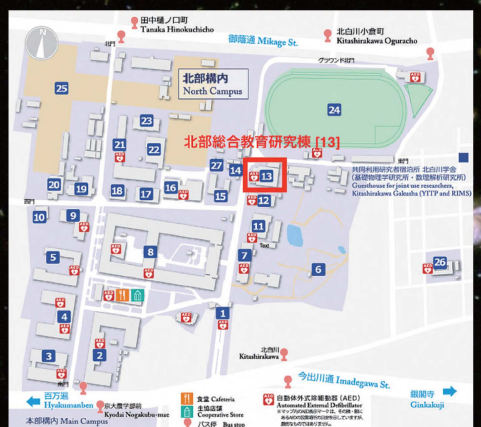 田中樋ノ口町
Tanaka Hinokuchicho
北白川小倉町
Kitashirakawa Oguracho
御蔭通 Mikage St.
北門
グラウンド北門
北部構内
North Campus
25
24
23
21
22
北部総合教育研究棟 [13]
27
14
13
20
19
18
17
16
15
12
共同利用研究者宿泊所 北白川学舎
(基礎物理学研究所・数理解析研究所)
Guesthouse for joint use researchers,
Kitashirakawa Gakusha (YITP and RIMS)
10
9
11
8
7
Taxi
6
26
5
4
1
3
2
北白川
Kitashirakawa
今出川通 Imadegawa St.
百万遍
Hyakumanben
京大農学部前
Kyodai Nogakubu-mae
本部構内 Main Campus
食堂 Cafeteria
生協店舗
Cooperative Store
バス停 Bus stop
自動体外式除細動器 (AED)
Automated External Defibrillator
銀閣寺
Ginkakuji